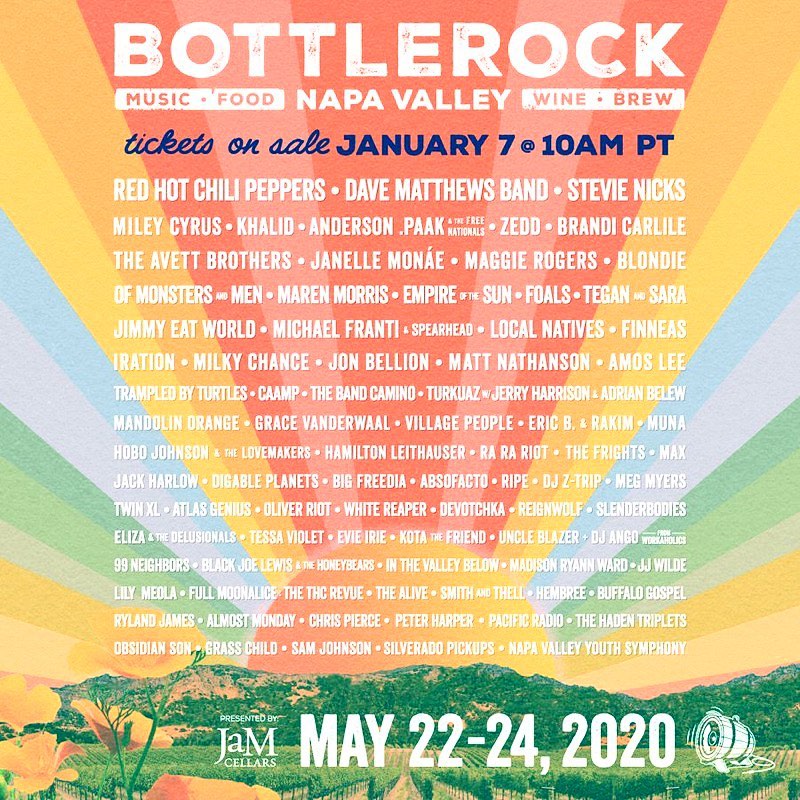 BOTTLEROCK
MUSIC • FOOD NAPA VALLEY WINE • BREW
tickets on sale JANUARY 7 @ 10AM PT
RED HOT CHILI PEPPERS • DAVE MATTHEWS BAND • STEVIE NICKS
MILEY CYRUS • KHALID • ANDERSON .PAAK & THE FREE NATIONALS • ZEDD • BRANDI CARLILE
THE AVETT BROTHERS • JANELLE MONÁE • MAGGIE ROGERS • BLONDIE
OF MONSTERS AND MEN • MAREN MORRIS • EMPIRE OF THE SUN • FOALS • TEGAN AND SARA
JIMMY EAT WORLD • MICHAEL FRANTI & SPEARHEAD • LOCAL NATIVES • FINNEAS
IRATION • MILKY CHANCE • JON BELLION • MATT NATHANSON • AMOS LEE
TRAMPLED BY TURTLES • CAAMP • THE BAND CAMINO • TURKUAZ W/ JERRY HARRISON & ADRIAN BELEW
MANDOLIN ORANGE • GRACE VANDERWAAL • VILLAGE PEOPLE • ERIC B. & RAKIM • MUNA
HOBO JOHNSON & THE LOVEMAKERS • HAMILTON LEITHAUSER • RA RA RIOT • THE FRIGHTS • MAX
JACK HARLOW • DIGABLE PLANETS • BIG FREEDIA • ABSOFACTO • RIPE • DJ Z-TRIP • MEG MYERS
TWIN XL • ATLAS GENIUS • OLIVER RIOT • WHITE REAPER • DEVOTCHKA • REIGNWOLF • SLENDERBODIES
ELIZA & THE DELUSIONALS • TESSA VIOLET • EVIE IRIE • KOTA THE FRIEND • UNCLE BLAZER + DJ ANGO FROM WORKAHOLICS
99 NEIGHBORS • BLACK JOE LEWIS & THE HONEYBEARS • IN THE VALLEY BELOW • MADISON RYANN WARD • JJ WILDE
LILY MEOLA • FULL MOONALICE • THE THC REVUE • THE ALIVE • SMITH AND THELL • HEMBREE • BUFFALO GOSPEL
RYLAND JAMES • ALMOST MONDAY • CHRIS PIERCE • PETER HARPER • PACIFIC RADIO • THE HADEN TRIPLETS
OBSIDIAN SON • GRASS CHILD • SAM JOHNSON • SILVERADO PICKUPS • NAPA VALLEY YOUTH SYMPHONY
PRESENTED BY:
JaM CELLARS
MAY 22-24, 2020